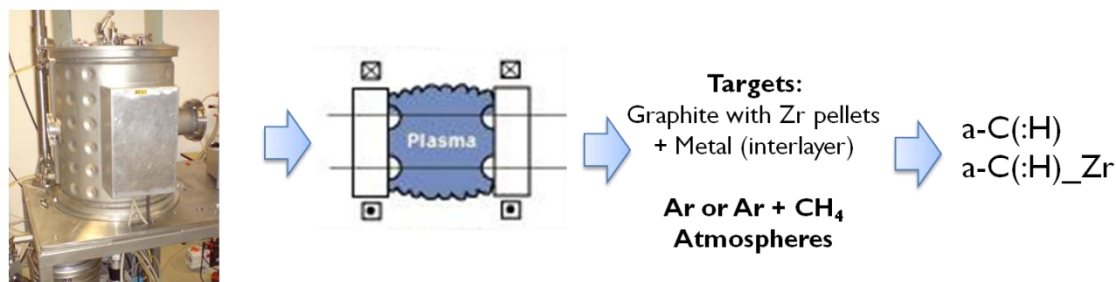 Plasma
Targets:
Graphite with Zr pellets
+ Metal (interlayer)
Ar or Ar + CH₄
Atmospheres
a-C(:H)
a-C(:H)_Zr